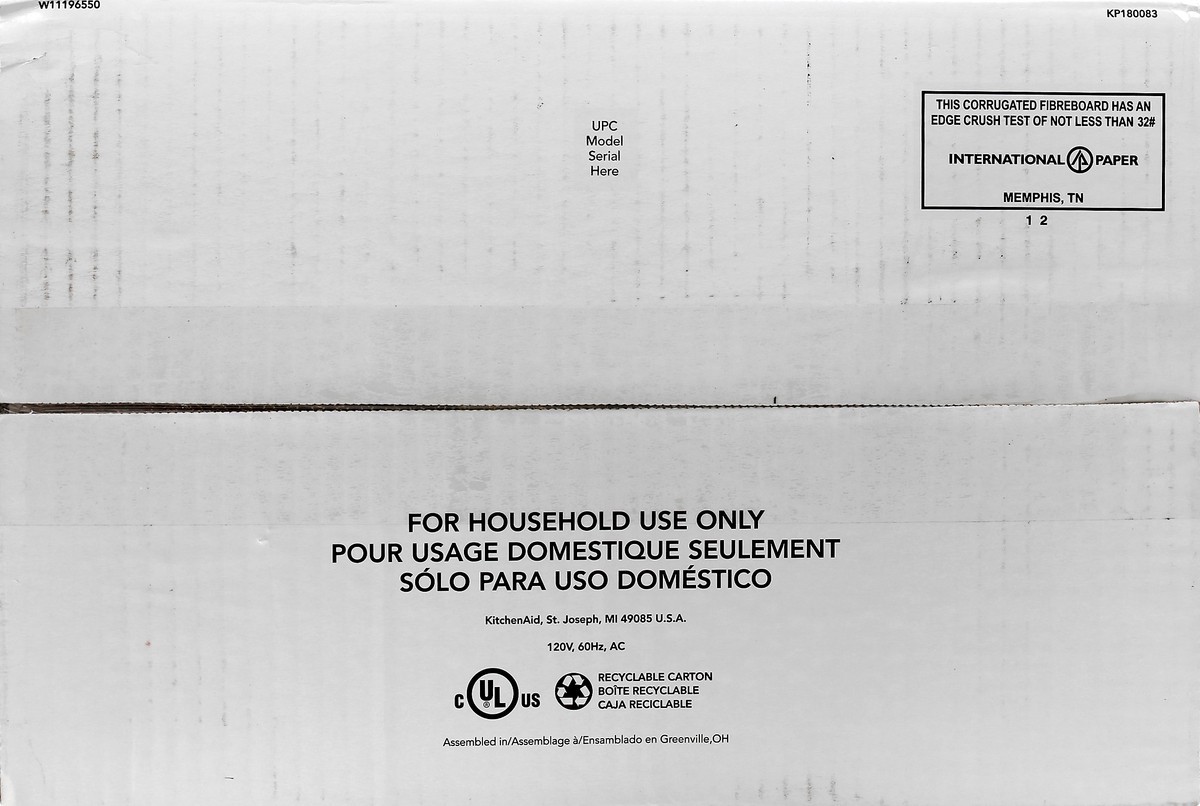 W11196550
KP180083
THIS CORRUGATED FIBREBOARD HAS AN
EDGE CRUSH TEST OF NOT LESS THAN 32#
INTERNATIONAL PAPER
MEMPHIS, TN
1 2
UPC
Model
Serial
Here
FOR HOUSEHOLD USE ONLY
POUR USAGE DOMESTIQUE SEULEMENT
SÓLO PARA USO DOMÉSTICO
KitchenAid, St. Joseph, MI 49085 U.S.A.
120V, 60Hz, AC
C UL ® US
RECYCLABLE CARTON
BOÎTE RECYCLABLE
CAJA RECICLABLE
Assembled in/Assemblage à/Ensamblado en Greenville,OH